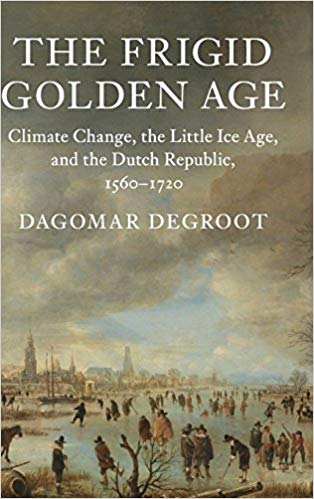 THE FRIGID
GOLDEN AGE
Climate Change, the Little Ice Age,
and the Dutch Republic,
1560–1720
DAGOMAR DEGROOT